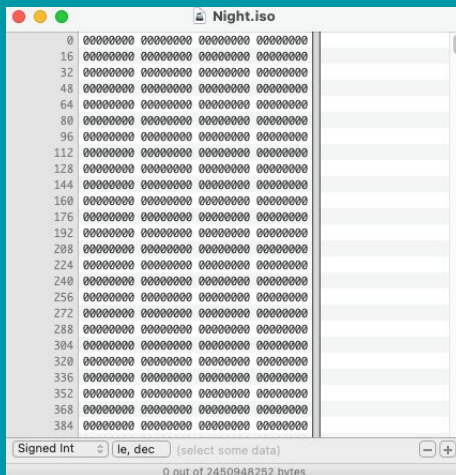 Night.iso
0 00000000 00000000 00000000 00000000
16 00000000 00000000 00000000 00000000
32 00000000 00000000 00000000 00000000
48 00000000 00000000 00000000 00000000
64 00000000 00000000 00000000 00000000
80 00000000 00000000 00000000 00000000
96 00000000 00000000 00000000 00000000
112 00000000 00000000 00000000 00000000
128 00000000 00000000 00000000 00000000
144 00000000 00000000 00000000 00000000
160 00000000 00000000 00000000 00000000
176 00000000 00000000 00000000 00000000
192 00000000 00000000 00000000 00000000
208 00000000 00000000 00000000 00000000
224 00000000 00000000 00000000 00000000
240 00000000 00000000 00000000 00000000
256 00000000 00000000 00000000 00000000
272 00000000 00000000 00000000 00000000
288 00000000 00000000 00000000 00000000
304 00000000 00000000 00000000 00000000
320 00000000 00000000 00000000 00000000
336 00000000 00000000 00000000 00000000
352 00000000 00000000 00000000 00000000
368 00000000 00000000 00000000 00000000
384 00000000 00000000 00000000 00000000
Signed Int le, dec (select some data)
0 out of 2450948252 bytes